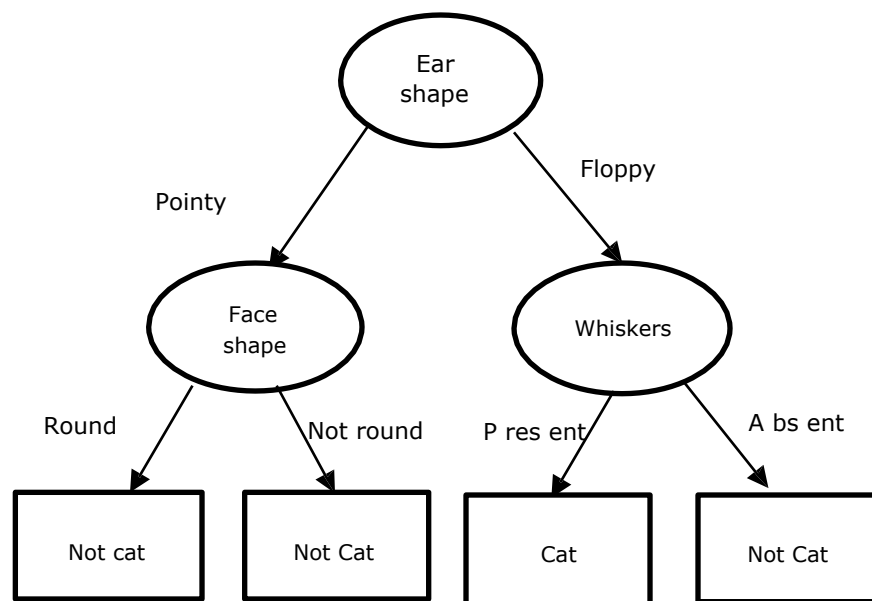 Ear
shape
Floppy
Pointy
Face
shape
Whiskers
Round
Not round
P res ent
A bs ent
Not cat
Not Cat
Cat
Not Cat